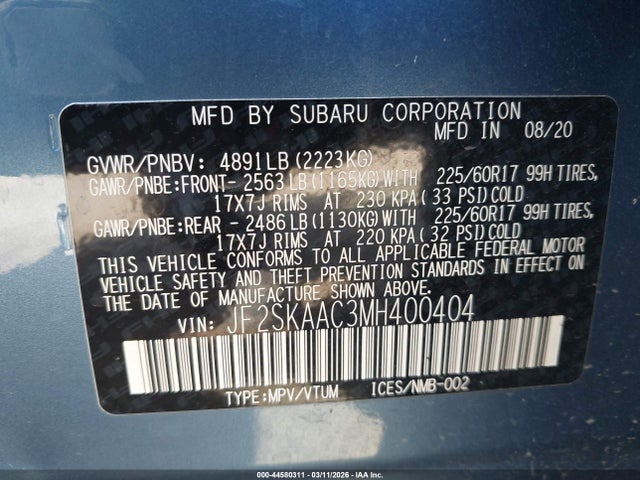 MFD BY SUBARU CORPORATION
MFD IN 08/20
GVWR/PNBV: 4891LB (2223KG)
GAWR/PNBE:FRONT- 2563 LB (1165KG) WITH 225/60R17 99H TIRES,
17X7J RIMS AT 230 KPA (33 PSI) COLD
GAWR/PNBE:REAR - 2486 LB (1130KG) WITH 225/60R17 99H TIRES,
17X7J RIMS AT 220 KPA (32 PSI) COLD
THIS VEHICLE CONFORMS TO ALL APPLICABLE FEDERAL MOTOR
VEHICLE SAFETY AND THEFT PREVENTION STANDARDS IN EFFECT ON
THE DATE OF MANUFACTURE SHOWN ABOVE.
VIN: JF2SKAAC3MH400404
TYPE:MPV/VTUM ICES/NMB-002
000-44580311 | 03/11/2026 | IAA Inc.